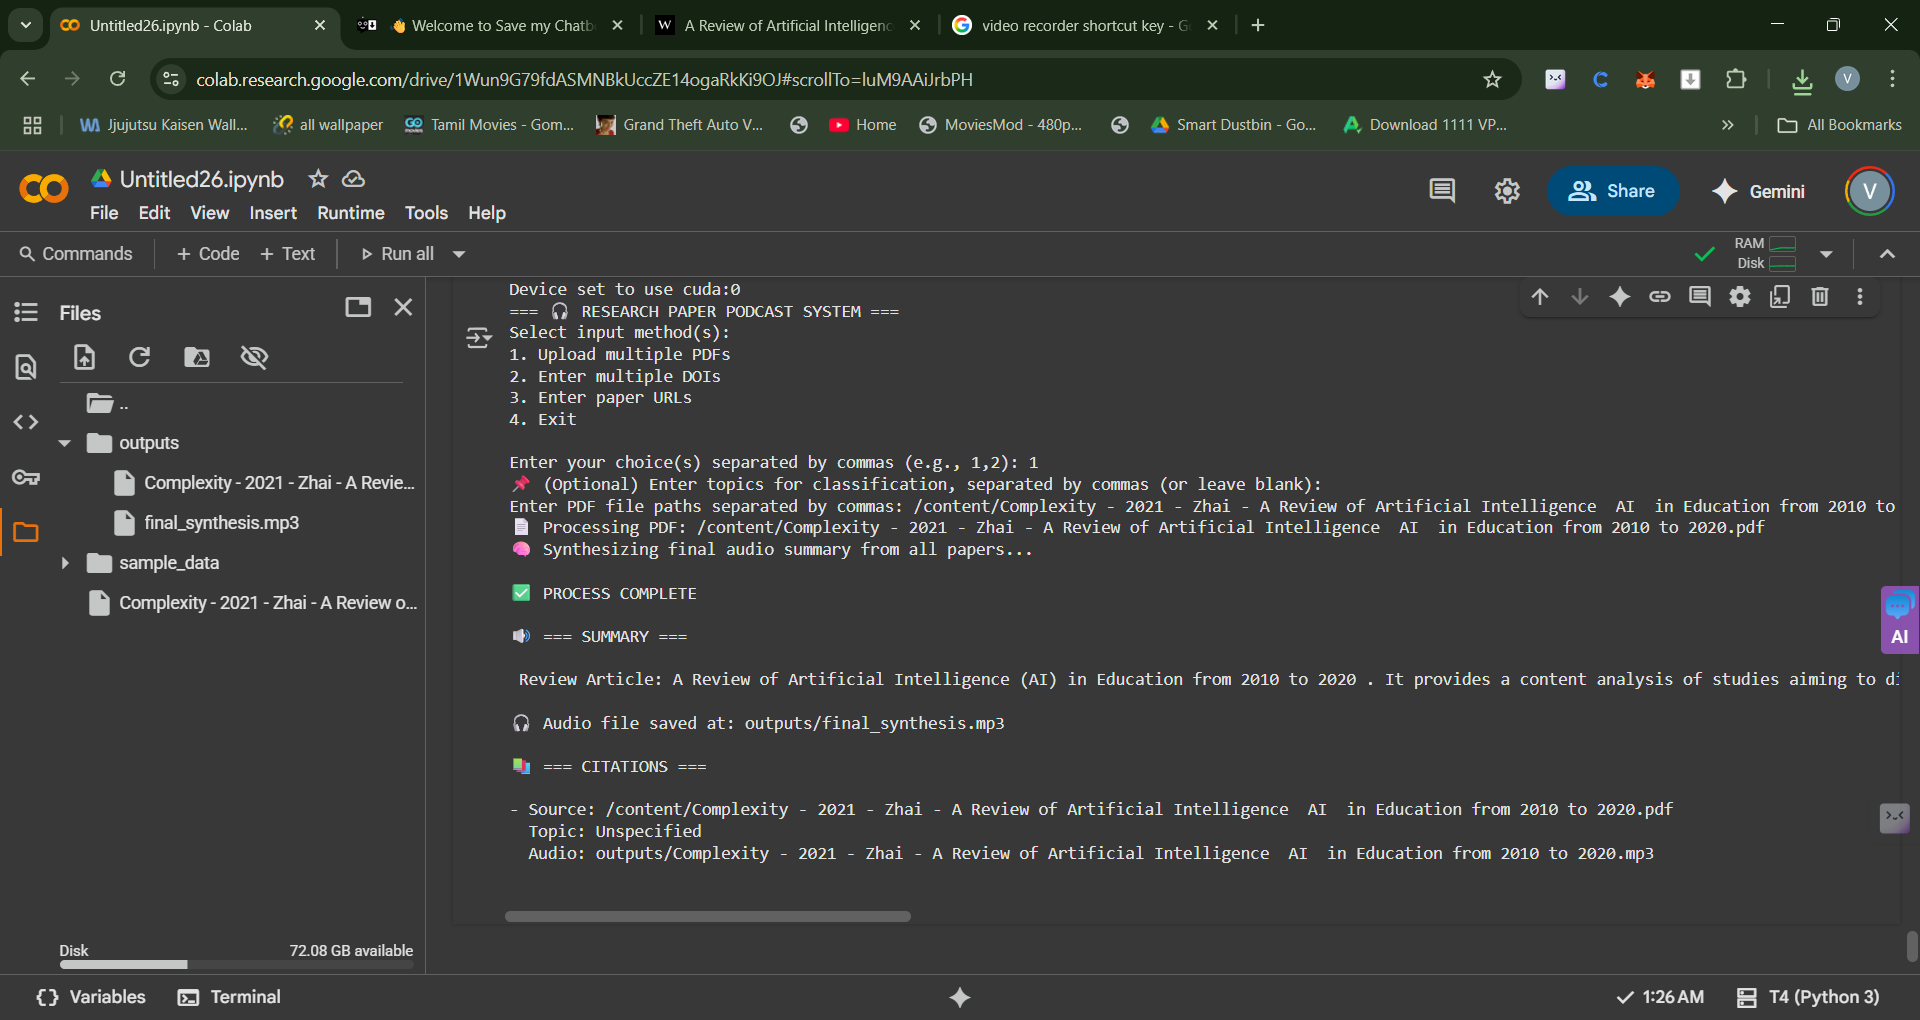 Untitled26.ipynb - Colab
👋 Welcome to Save my Chatb
A Review of Artificial Intelligenc
video recorder shortcut key - G
colab.research.google.com/drive/1Wun9G79fdASMNBkUccZE14ogaRkKi9OJ#scrollTo=luM9AAiJrbPH
V
Jjujutsu Kaisen Wall...
all wallpaper
Tamil Movies - Gom...
Grand Theft Auto V...
Home
MoviesMod - 480p...
Smart Dustbin - Go...
Download 1111 VP...
All Bookmarks
Untitled26.ipynb
File Edit View Insert Runtime Tools Help
Share
Gemini
V
Commands
+ Code + Text
Run all
RAM
Disk
Files
..
outputs
Complexity - 2021 - Zhai - A Revie...
final_synthesis.mp3
sample_data
Complexity - 2021 - Zhai - A Review o...
Disk 72.08 GB available
Device set to use cuda:0
=== 🎧 RESEARCH PAPER PODCAST SYSTEM ===
Select input method(s):
1. Upload multiple PDFs
2. Enter multiple DOIs
3. Enter paper URLs
4. Exit
Enter your choice(s) separated by commas (e.g., 1,2): 1
📌 (Optional) Enter topics for classification, separated by commas (or leave blank):
Enter PDF file paths separated by commas: /content/Complexity - 2021 - Zhai - A Review of Artificial Intelligence  AI  in Education from 2010 to
📄 Processing PDF: /content/Complexity - 2021 - Zhai - A Review of Artificial Intelligence  AI  in Education from 2010 to 2020.pdf
🧠 Synthesizing final audio summary from all papers...
✅ PROCESS COMPLETE
🔊 === SUMMARY ===
Review Article: A Review of Artificial Intelligence (AI) in Education from 2010 to 2020 . It provides a content analysis of studies aiming to di
🎧 Audio file saved at: outputs/final_synthesis.mp3
📚 === CITATIONS ===
- Source: /content/Complexity - 2021 - Zhai - A Review of Artificial Intelligence  AI  in Education from 2010 to 2020.pdf
Topic: Unspecified
Audio: outputs/Complexity - 2021 - Zhai - A Review of Artificial Intelligence  AI  in Education from 2010 to 2020.mp3
AI
Variables
Terminal
1:26 AM
T4 (Python 3)